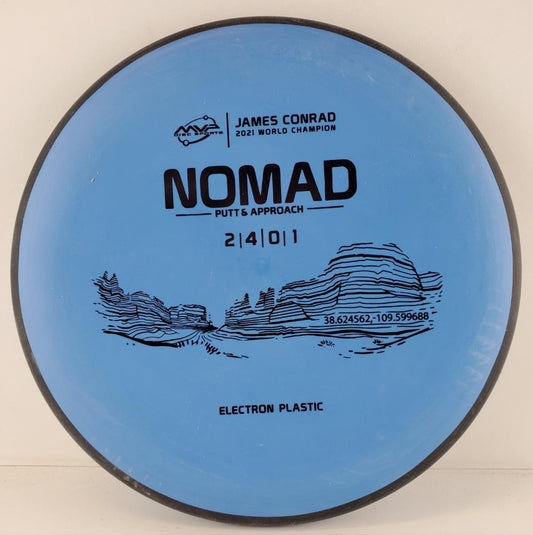 MVP
DISC SPORTS
JAMES CONRAD
2021 WORLD CHAMPION
NOMAD
PUTT & APPROACH
2|4|0|1
38.624562,-109.599688
ELECTRON PLASTIC